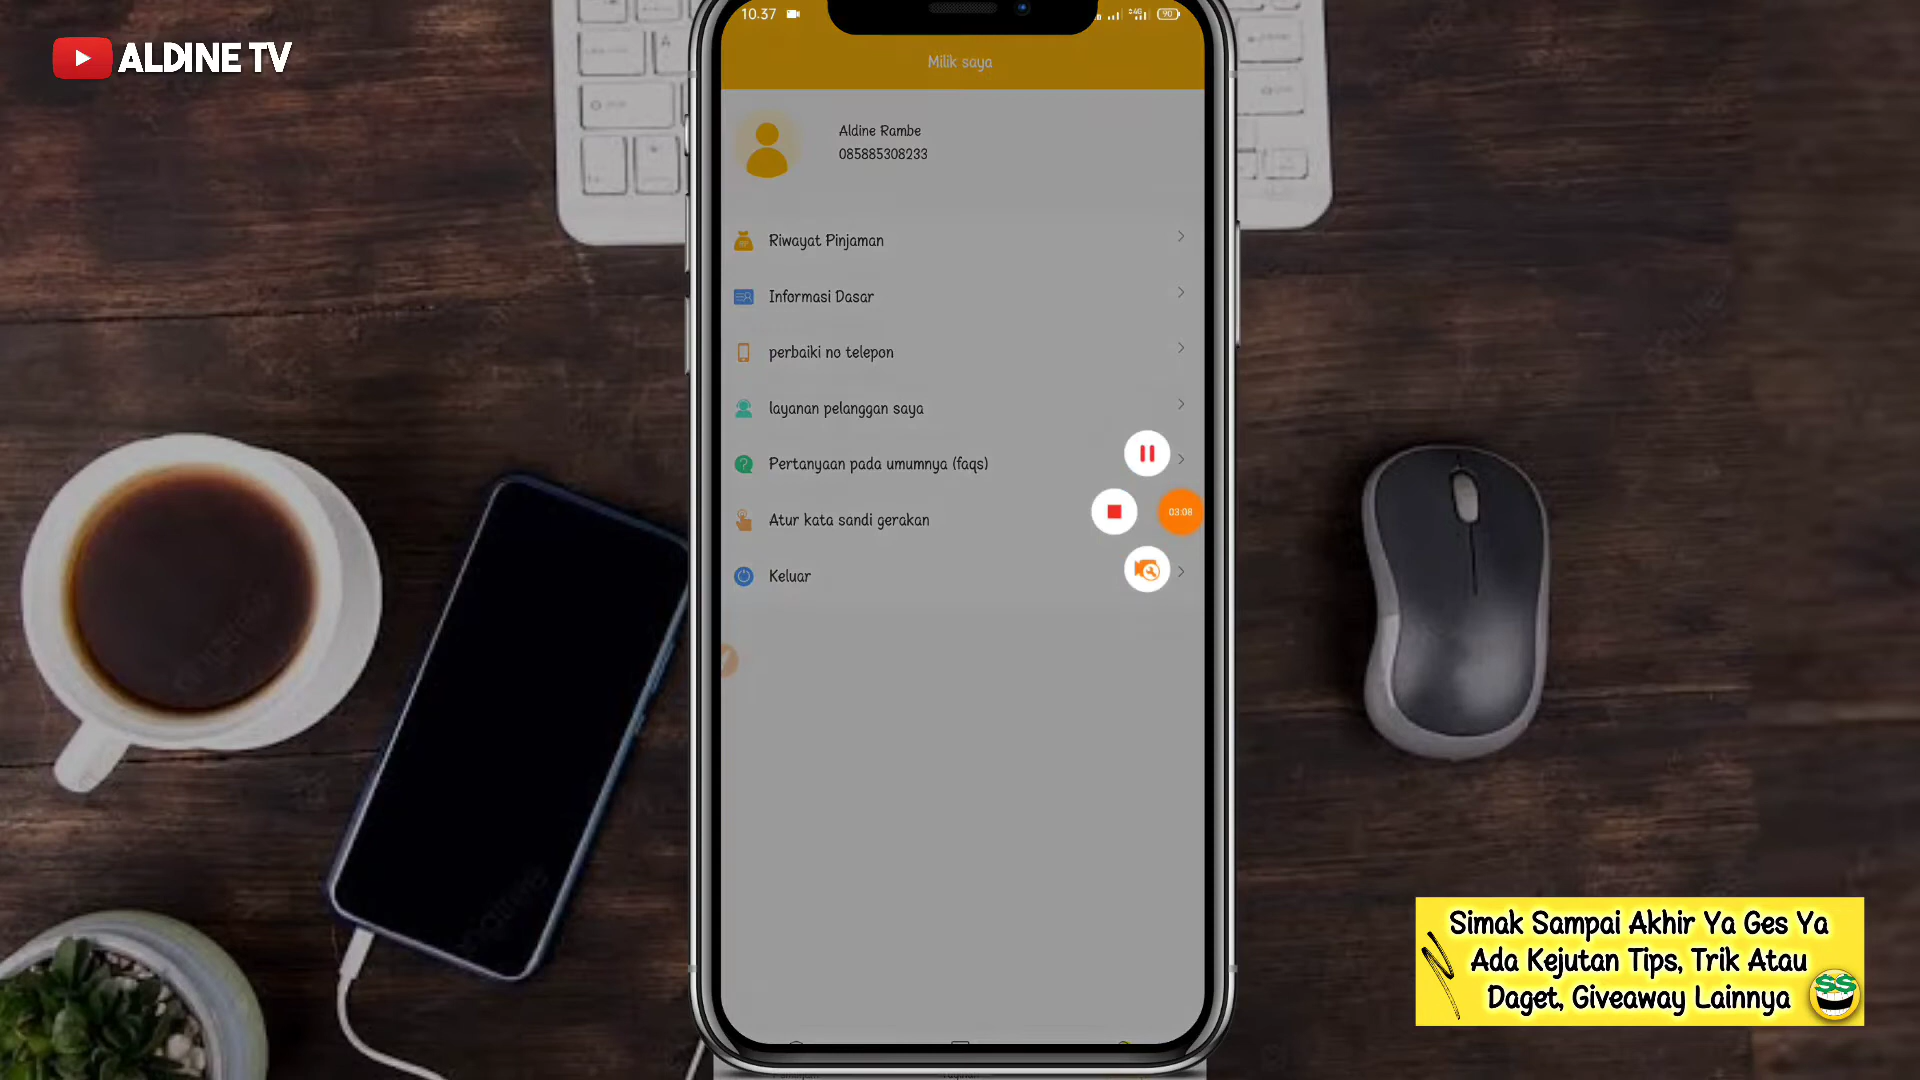 ALDINE TV
10.37
90
Milik saya
Aldine Rambe
085885308233
Riwayat Pinjaman
Informasi Dasar
perbaiki no telepon
layanan pelanggan saya
Pertanyaan pada umumnya (faqs)
Atur kata sandi gerakan
03:08
Keluar
Simak Sampai Akhir Ya Ges Ya
Ada Kejutan Tips, Trik Atau
Daget, Giveaway Lainnya